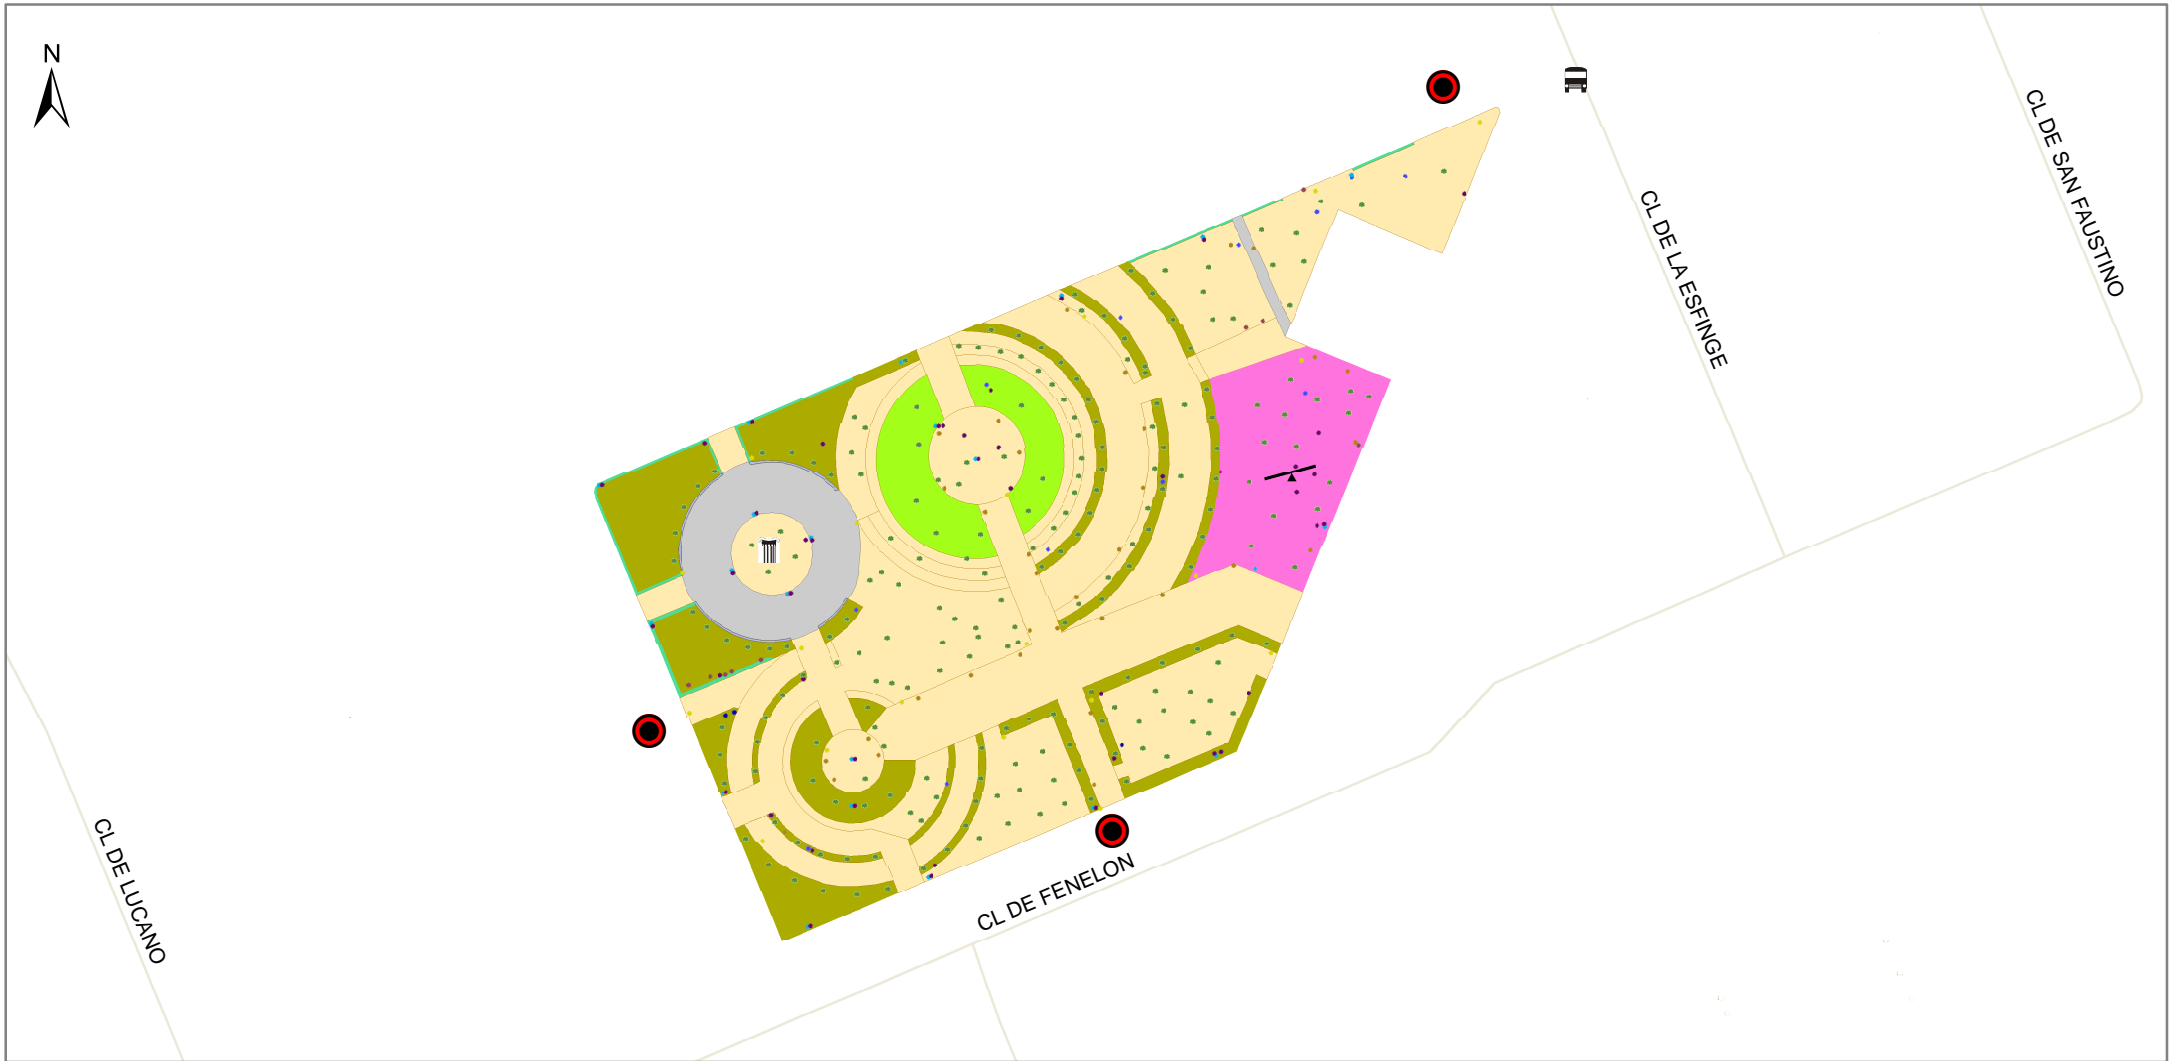 N
CL DE SAN FAUSTINO
CL DE LA ESFINGE
CL DE LUCANO
CL DE FENELON